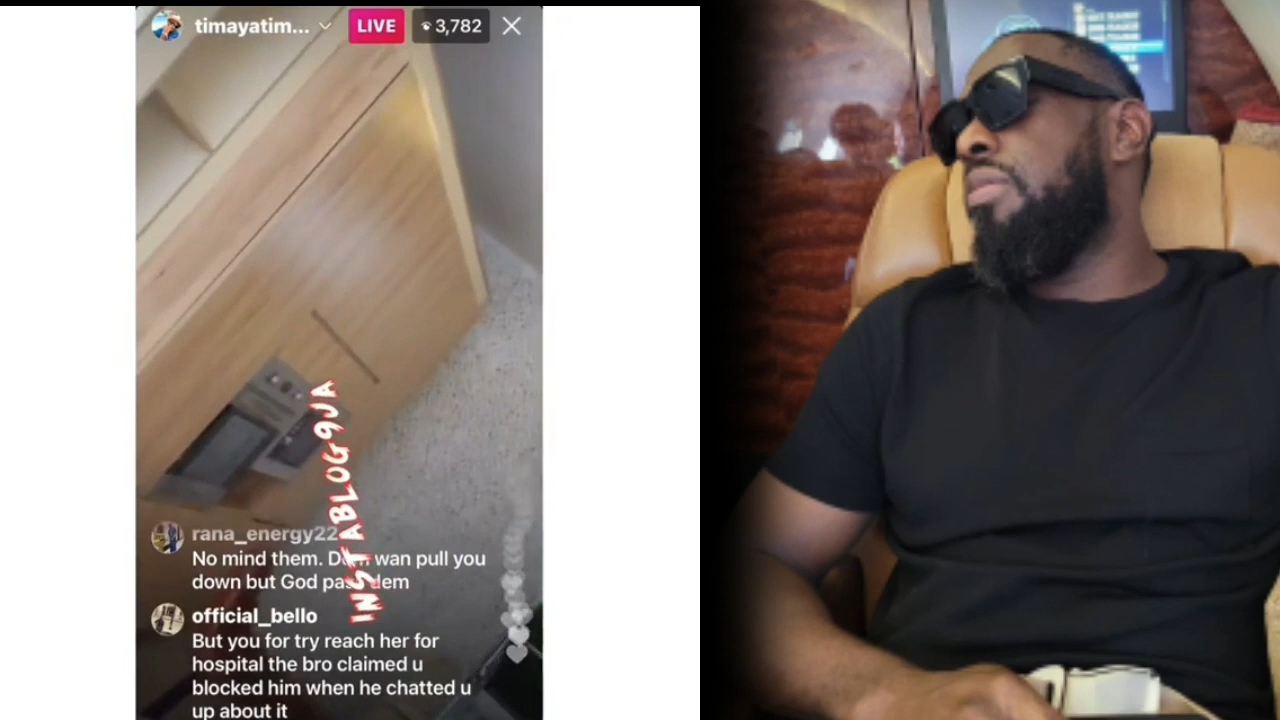 timayatim...
LIVE
3,782
INSTABLOG9JA
rana_energy22
No mind them. Dem wan pull you
down but God pass dem
official_bello
But you for try reach her for
hospital the bro claimed u
blocked him when he chatted u
up about it